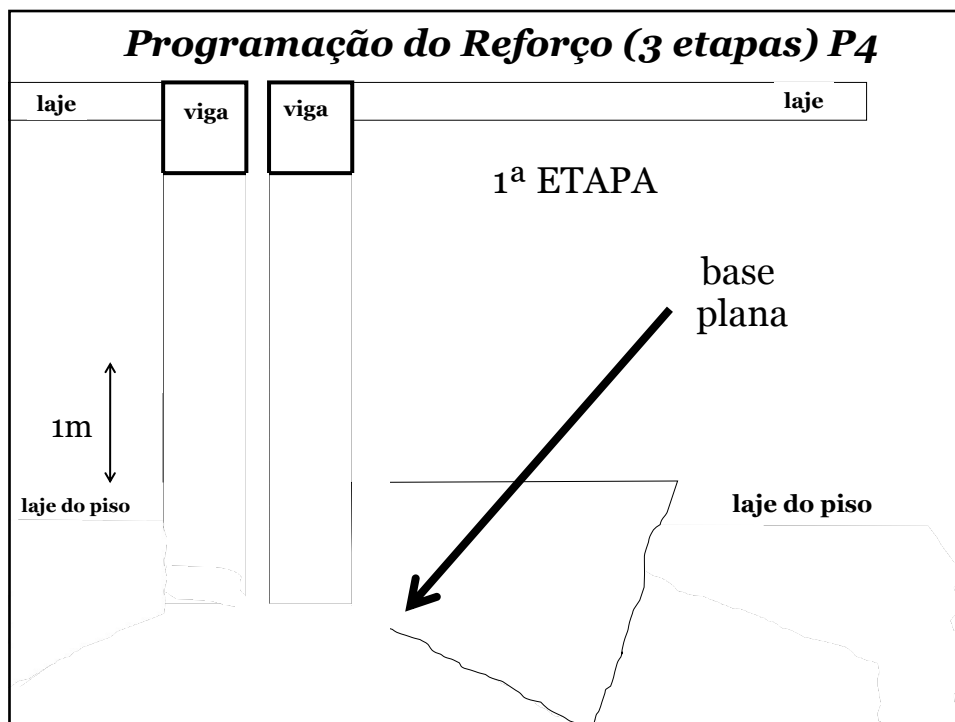 Programação do Reforço (3 etapas) P4
laje
viga
viga
laje
1ª ETAPA
base
plana
1m
laje do piso
laje do piso